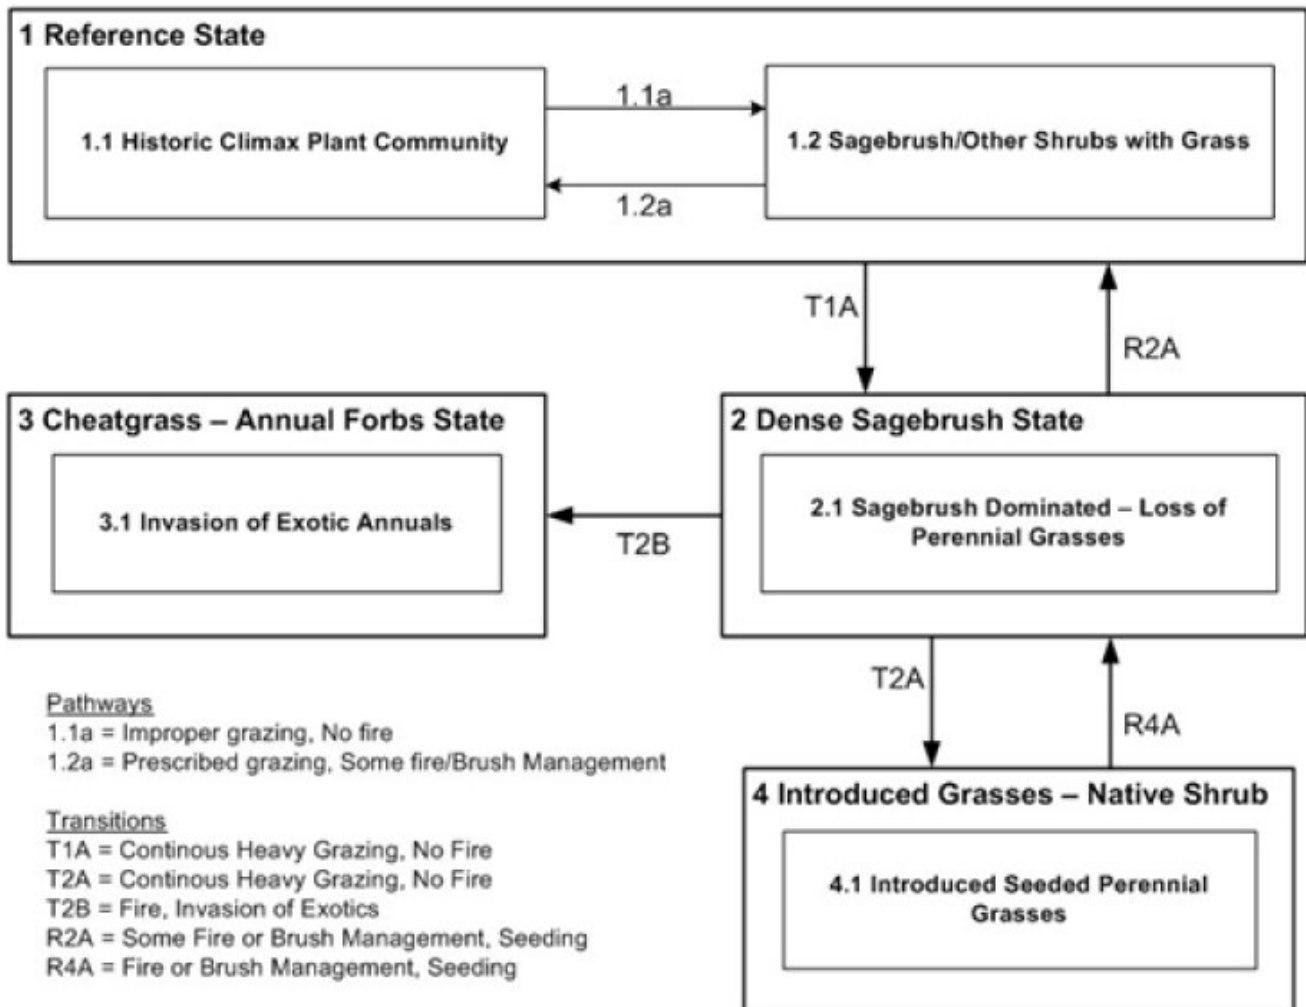 1 Reference State
1.1a
1.1 Historic Climax Plant Community
1.2 Sagebrush/Other Shrubs with Grass
1.2a
T1A
R2A
3 Cheatgrass – Annual Forbs State
2 Dense Sagebrush State
3.1 Invasion of Exotic Annuals
2.1 Sagebrush Dominated – Loss of
Perennial Grasses
T2B
T2A
R4A
Pathways
1.1a = Improper grazing, No fire
1.2a = Prescribed grazing, Some fire/Brush Management
Transitions
T1A = Continous Heavy Grazing, No Fire
T2A = Continous Heavy Grazing, No Fire
T2B = Fire, Invasion of Exotics
R2A = Some Fire or Brush Management, Seeding
R4A = Fire or Brush Management, Seeding
4 Introduced Grasses – Native Shrub
4.1 Introduced Seeded Perennial
Grasses